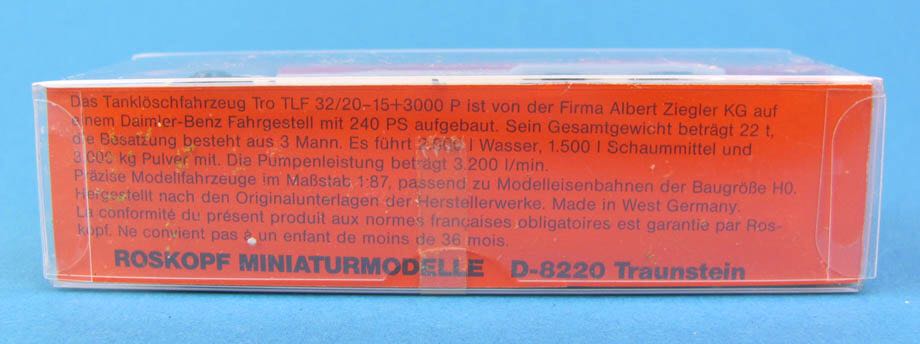 Das Tanklöschfahrzeug Tro TLF 32/20-15+3000 P ist von der Firma Albert Ziegler KG auf
einem Daimler-Benz Fahrgestell mit 240 PS aufgebaut. Sein Gesamtgewicht beträgt 22 t,
die Besatzung besteht aus 3 Mann. Es führt 2.000 l Wasser, 1.500 l Schaummittel und
3.000 kg Pulver mit. Die Pumpenleistung beträgt 3.200 l/min.
Präzise Modellfahrzeuge im Maßstab 1:87, passend zu Modelleisenbahnen der Baugröße H0.
Hergestellt nach den Originalunterlagen der Herstellerwerke. Made in West Germany.
La conformité du présent produit aux normes françaises obligatoires est garantie par Ros-
kopf. Ne convient pas à un enfant de moins de 36 mois.
ROSKOPF MINIATURMODELLE D-8220 Traunstein